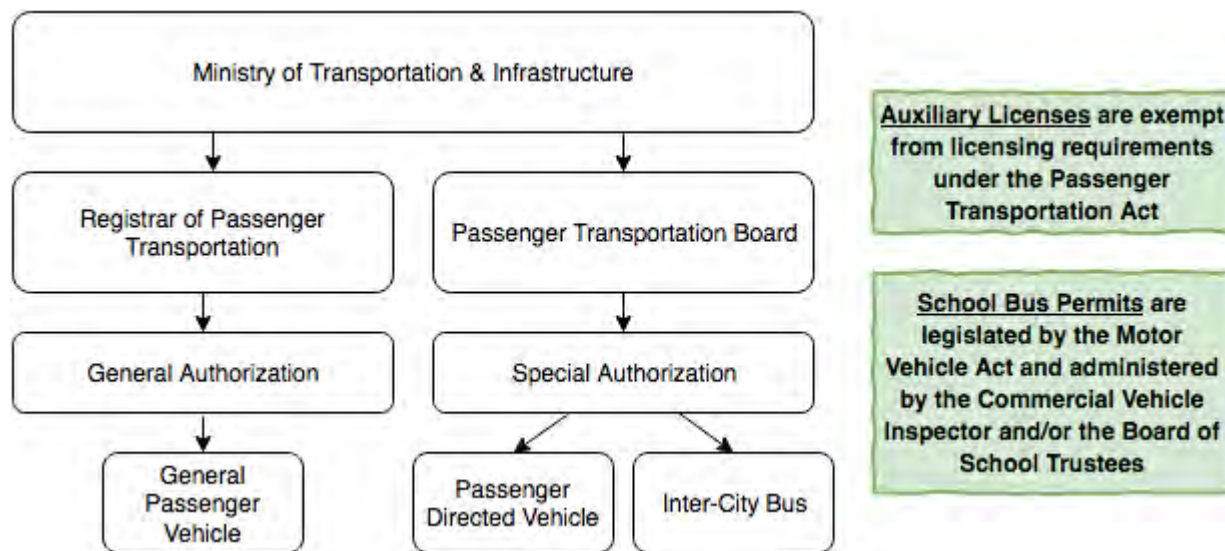 Ministry of Transportation & Infrastructure
Registrar of Passenger
Transportation
Passenger Transportation Board
General Authorization
Special Authorization
General
Passenger
Vehicle
Passenger
Directed Vehicle
Inter-City Bus
Auxiliary Licenses are exempt
from licensing requirements
under the Passenger
Transportation Act
School Bus Permits are
legislated by the Motor
Vehicle Act and administered
by the Commercial Vehicle
Inspector and/or the Board of
School Trustees